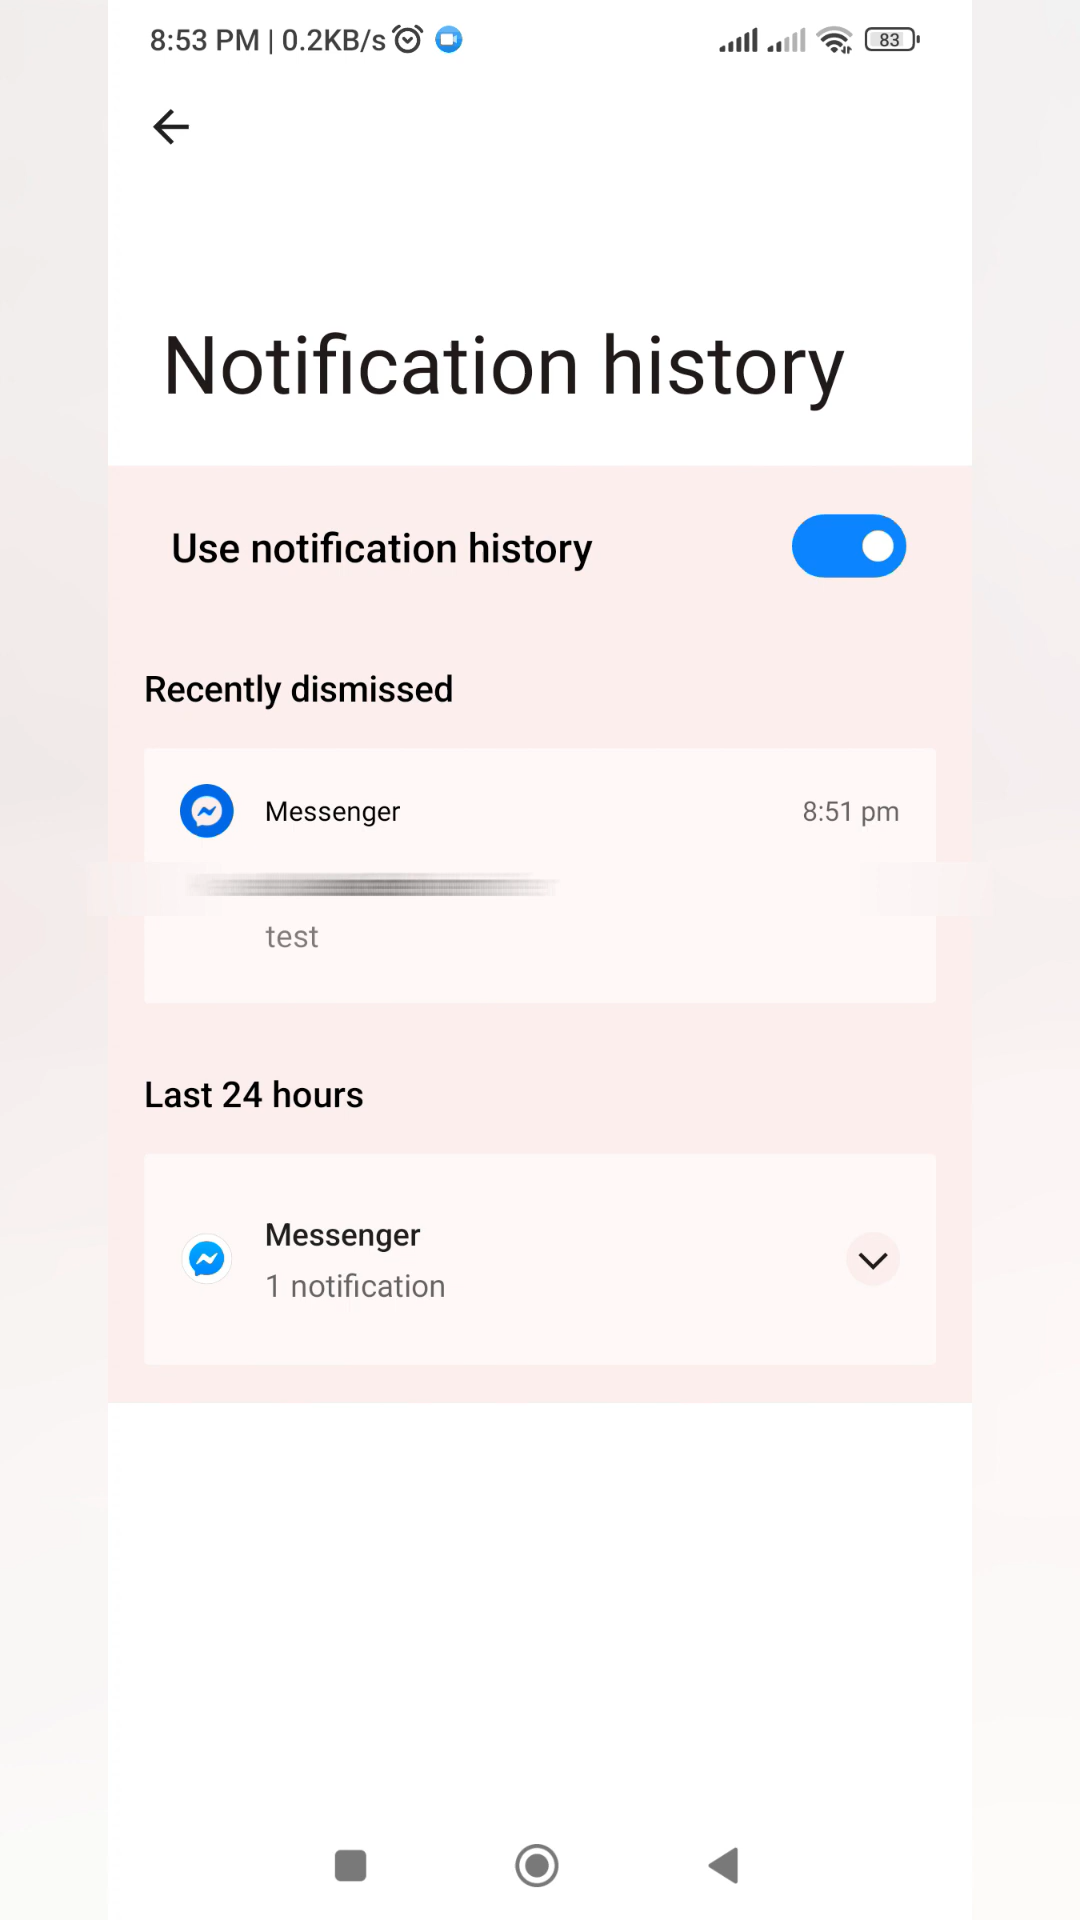 8:53 PM | 0.2KB/s 83
Notification history
Use notification history
Recently dismissed
Messenger 8:51 pm
test
Last 24 hours
Messenger
1 notification